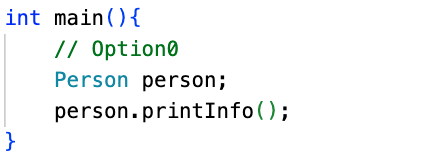 int main(){
    // Option0
    Person person;
    person.printInfo();
}